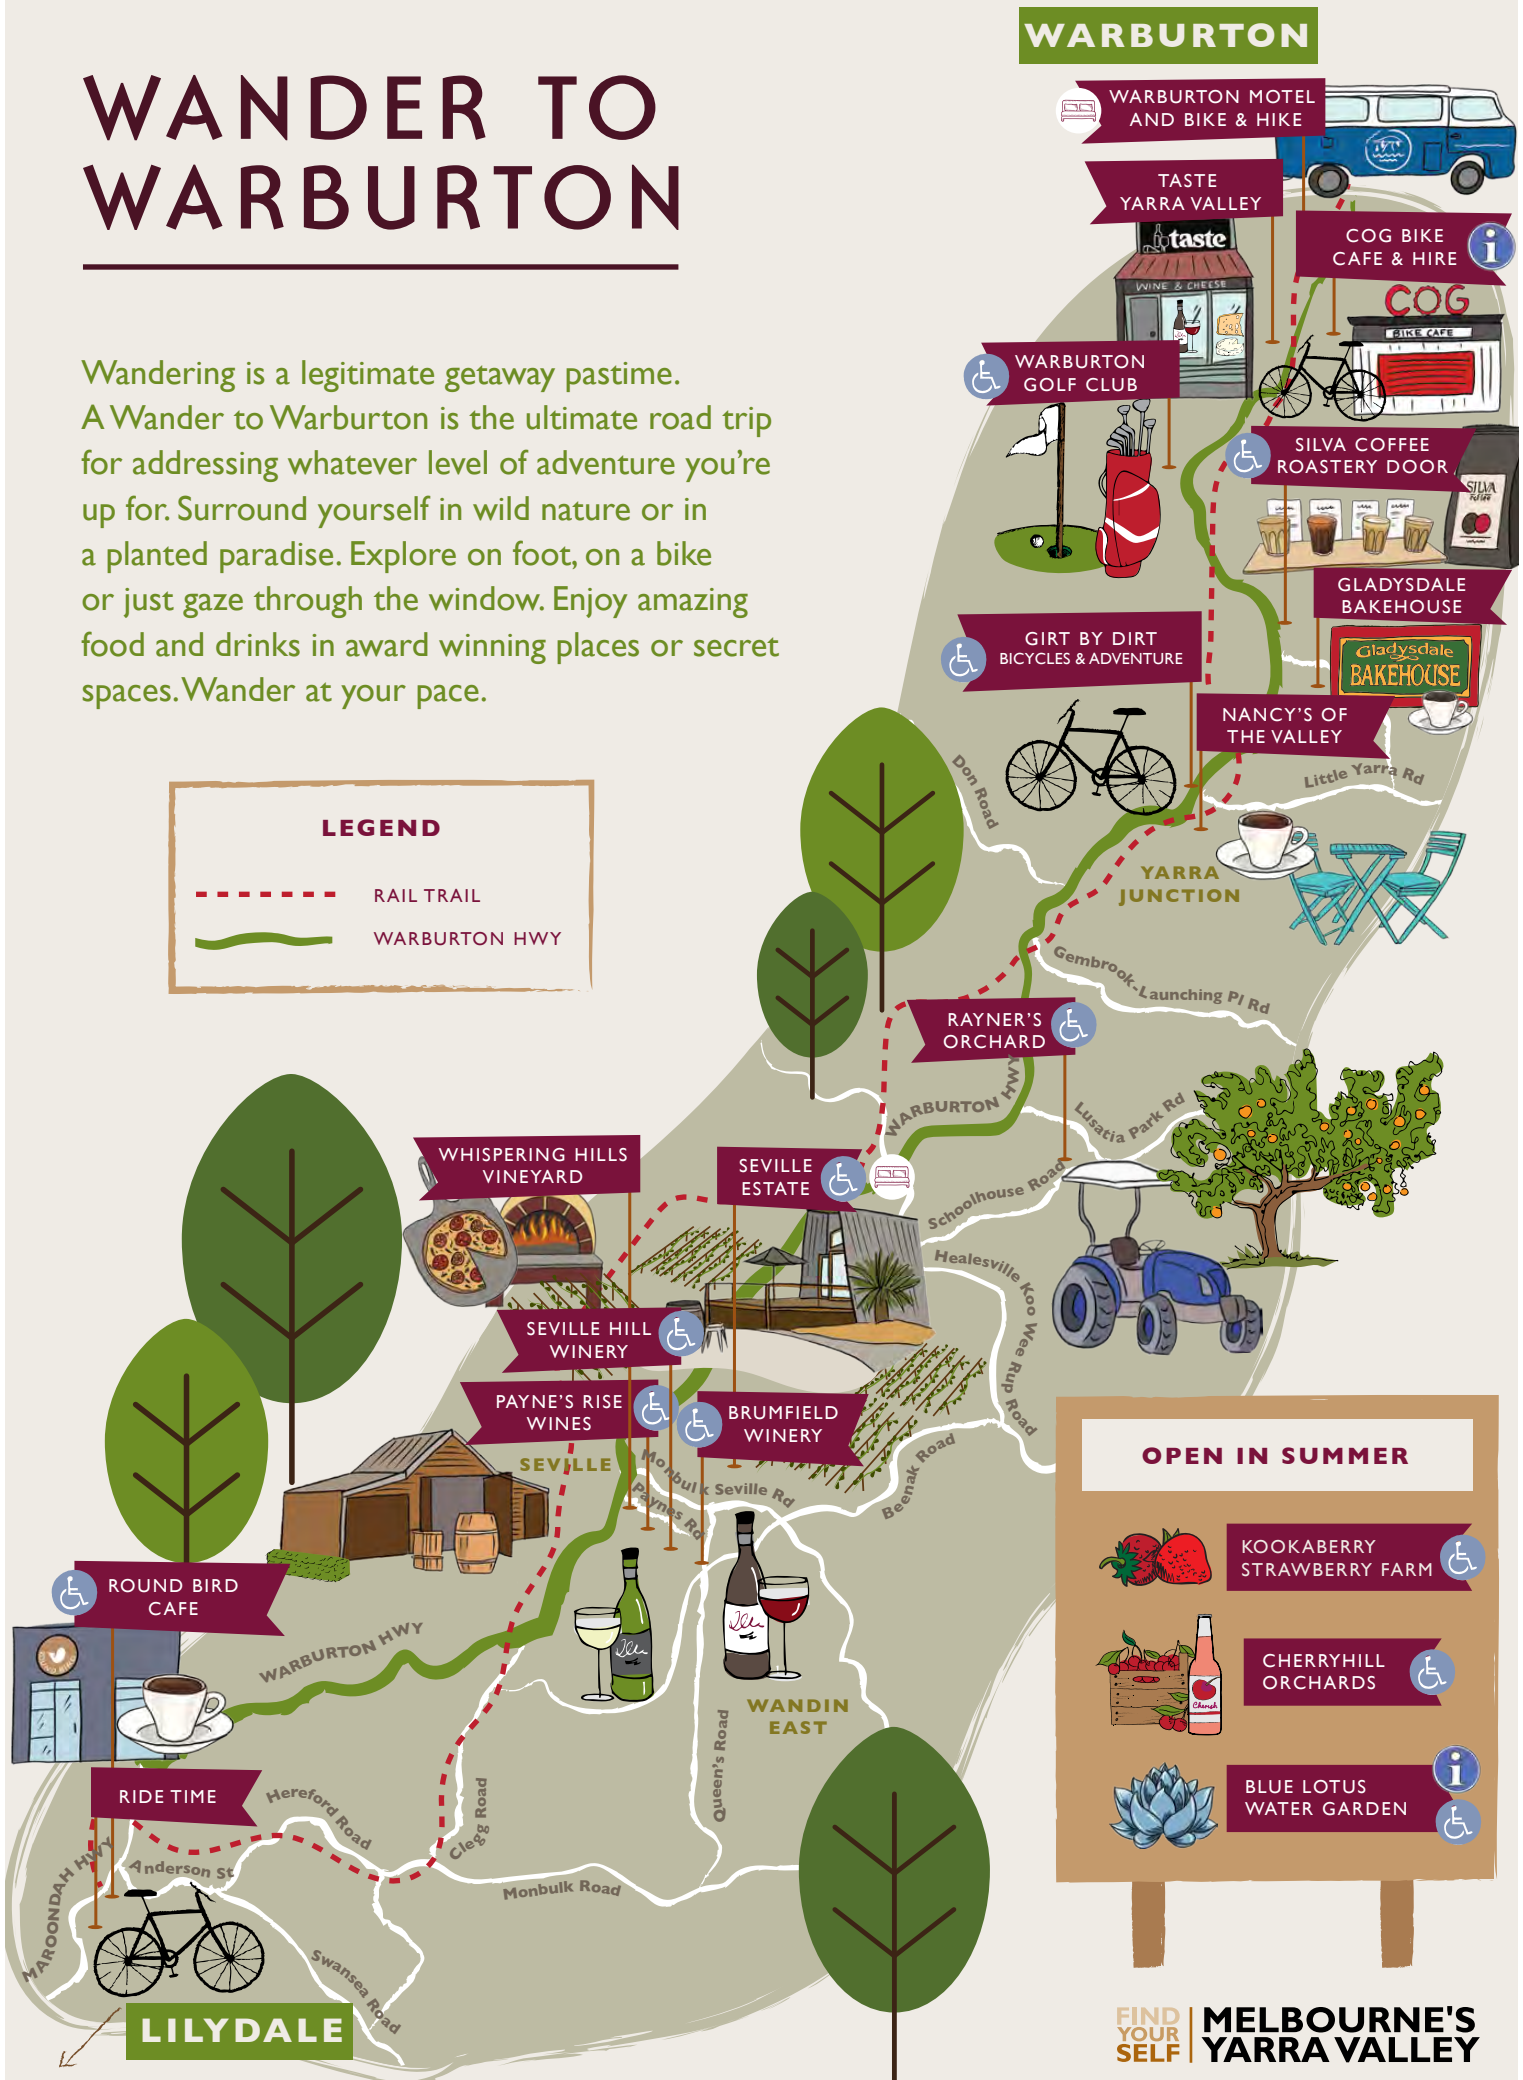 WARBURTON
WANDER TO
WARBURTON
Wandering is a legitimate getaway pastime.
A Wander to Warburton is the ultimate road trip
for addressing whatever level of adventure you're
up for. Surround yourself in wild nature or in
a planted paradise. Explore on foot, on a bike
or just gaze through the window. Enjoy amazing
food and drinks in award winning places or secret
spaces. Wander at your pace.
LEGEND
RAIL TRAIL
WARBURTON HWY
WARBURTON MOTEL
AND BIKE & HIKE
TASTE
YARRA VALLEY
taste
WINE & CHEESE
COG BIKE
CAFE & HIRE
i
COG
BIKE CAFE
WARBURTON
GOLF CLUB
SILVA COFFEE
ROASTERY DOOR
SILVA
GLADYSDALE
BAKEHOUSE
Gladysdale
BAKEHOUSE
GIRT BY DIRT
BICYCLES & ADVENTURE
NANCY'S OF
THE VALLEY
Don Road
Little Yarra Rd
YARRA
JUNCTION
Gembrook-Launching Pl Rd
RAYNER'S
ORCHARD
WARBURTON HWY
Lusatia Park Rd
Schoolhouse Road
WHISPERING HILLS
VINEYARD
SEVILLE
ESTATE
Healesville Koo Wee Rup Road
SEVILLE HILL
WINERY
PAYNE'S RISE
WINES
BRUMFIELD
WINERY
SEVILLE
Monbulk Seville Rd
Paynes Rd
Beenak Road
ROUND BIRD
CAFE
WARBURTON HWY
WANDIN
EAST
Queen's Road
RIDE TIME
Hereford Road
Clegg Road
MAROONDAH HWY
Anderson St
Monbulk Road
Swansea Road
LILYDALE
OPEN IN SUMMER
KOOKABERRY
STRAWBERRY FARM
CHERRYHILL
ORCHARDS
Cherish
BLUE LOTUS
WATER GARDEN
i
FIND
YOUR
SELF
MELBOURNE'S
YARRA VALLEY